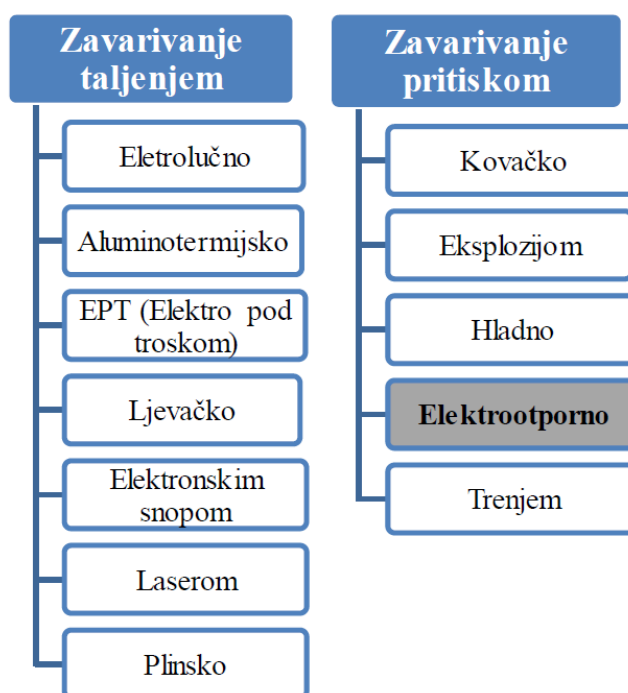 Zavarivanje
taljenjem
Eletrolučno
Aluminotermijsko
EPT (Elektro pod
troskom)
Ljevačko
Elektronskim
snopom
Laserom
Plinsko
Zavarivanje
pritiskom
Kovačko
Eksplozijom
Hladno
Elektrootporno
Trenjem